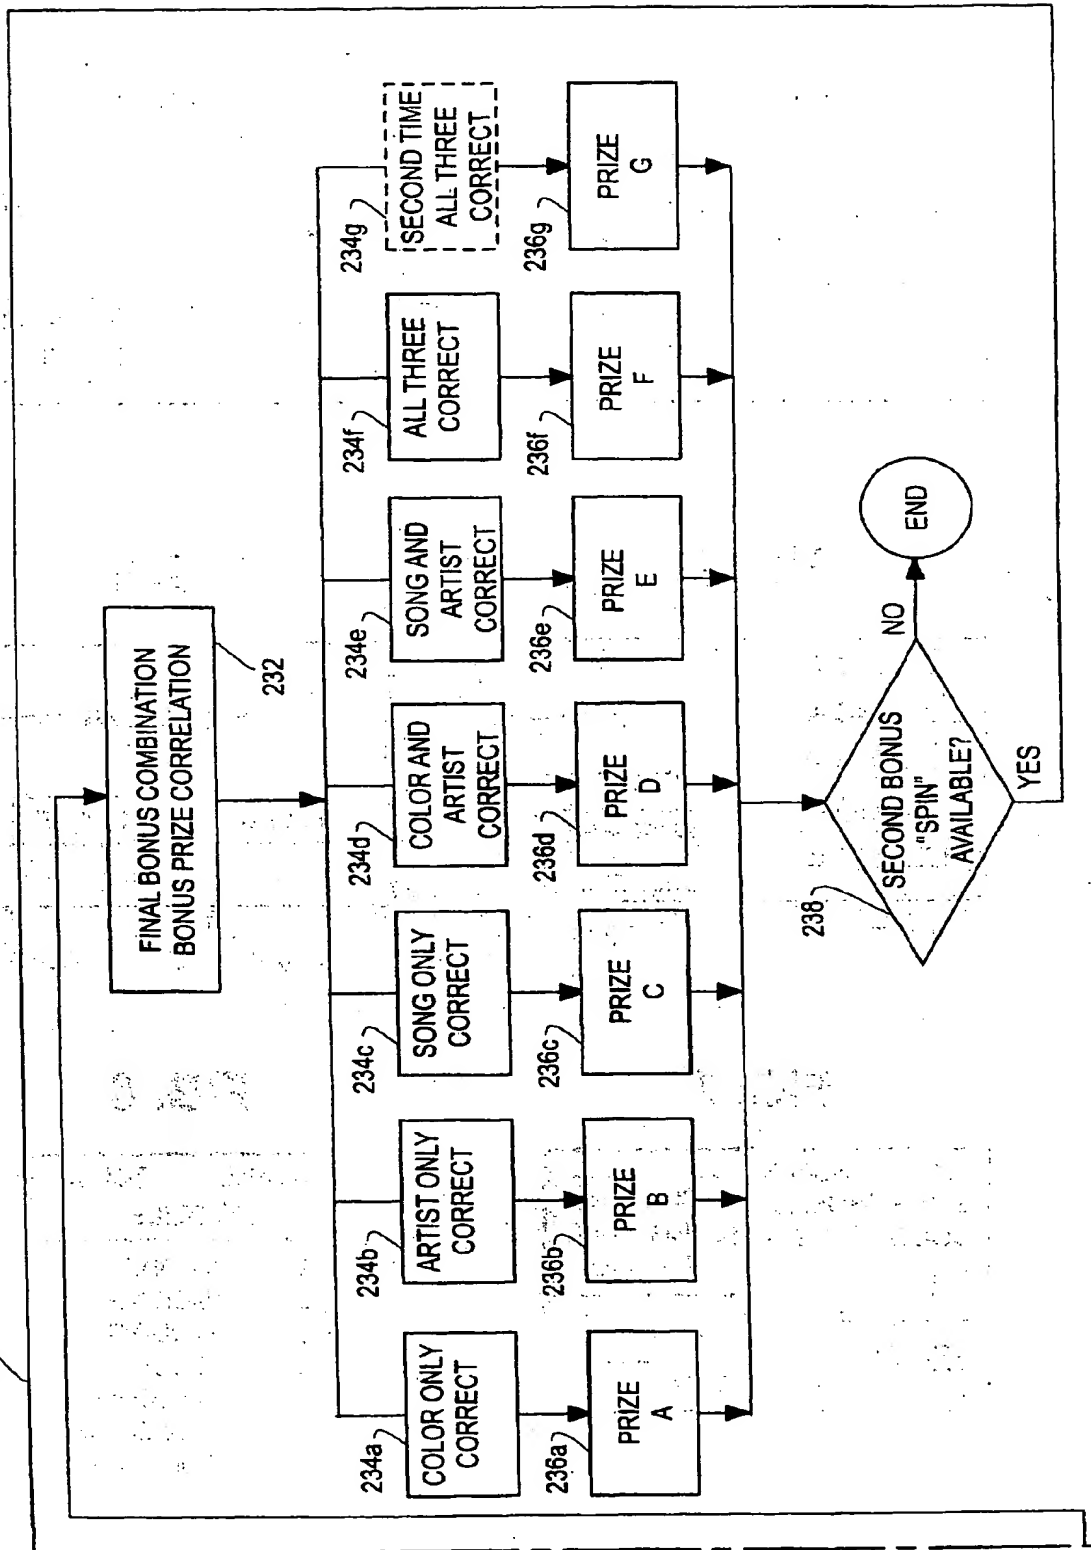 FINAL BONUS COMBINATION
BONUS PRIZE CORRELATION
232
234a
COLOR ONLY
CORRECT
234b
ARTIST ONLY
CORRECT
234c
SONG ONLY
CORRECT
234d
COLOR AND
ARTIST
CORRECT
234e
SONG AND
ARTIST
CORRECT
234f
ALL THREE
CORRECT
234g
SECOND TIME
ALL THREE
CORRECT
236a
PRIZE
A
236b
PRIZE
B
236c
PRIZE
C
236d
PRIZE
D
236e
PRIZE
E
236f
PRIZE
F
236g
PRIZE
G
238
SECOND BONUS
"SPIN"
AVAILABLE?
NO
END
YES